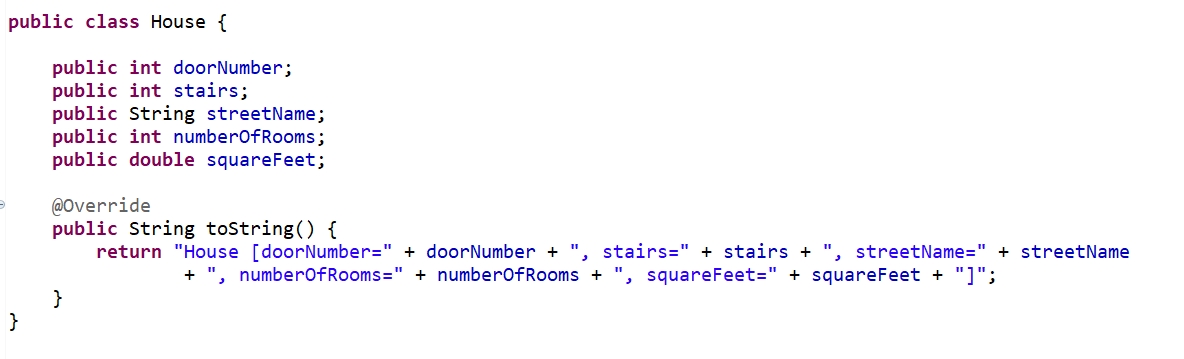 public class House {
public int doorNumber;
public int stairs;
public String streetName;
public int numberOfRooms;
public double squareFeet;
@Override
public String toString() {
return "House [doorNumber=" + doorNumber + ", stairs=" + stairs + ", streetName=" + streetName
+ ", numberOfRooms=" + numberOfRooms + ", squareFeet=" + squareFeet + "]";
}
}